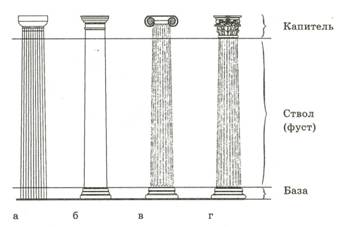 Капитель
Ствол
(фуст)
База
а б в г